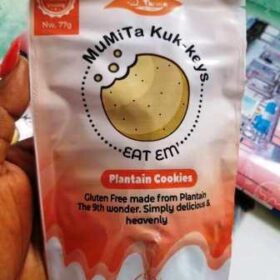 Nw. 77g
MuMiTa Kuk-keys
EAT EM'
Plantain Cookies
Gluten Free made from Plantain
The 9th wonder. Simply delicious &
heavenly